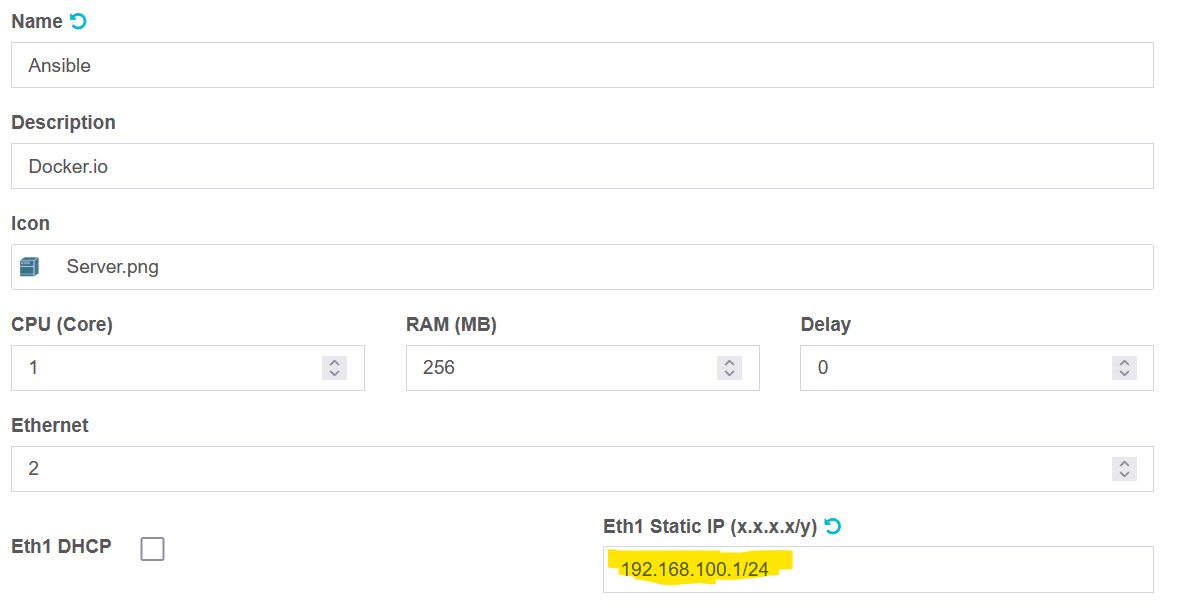 Name
Ansible
Description
Docker.io
Icon
Server.png
CPU (Core) RAM (MB) Delay
1 256 0
Ethernet
2
Eth1 Static IP (x.x.x.x/y)
Eth1 DHCP
192.168.100.1/24